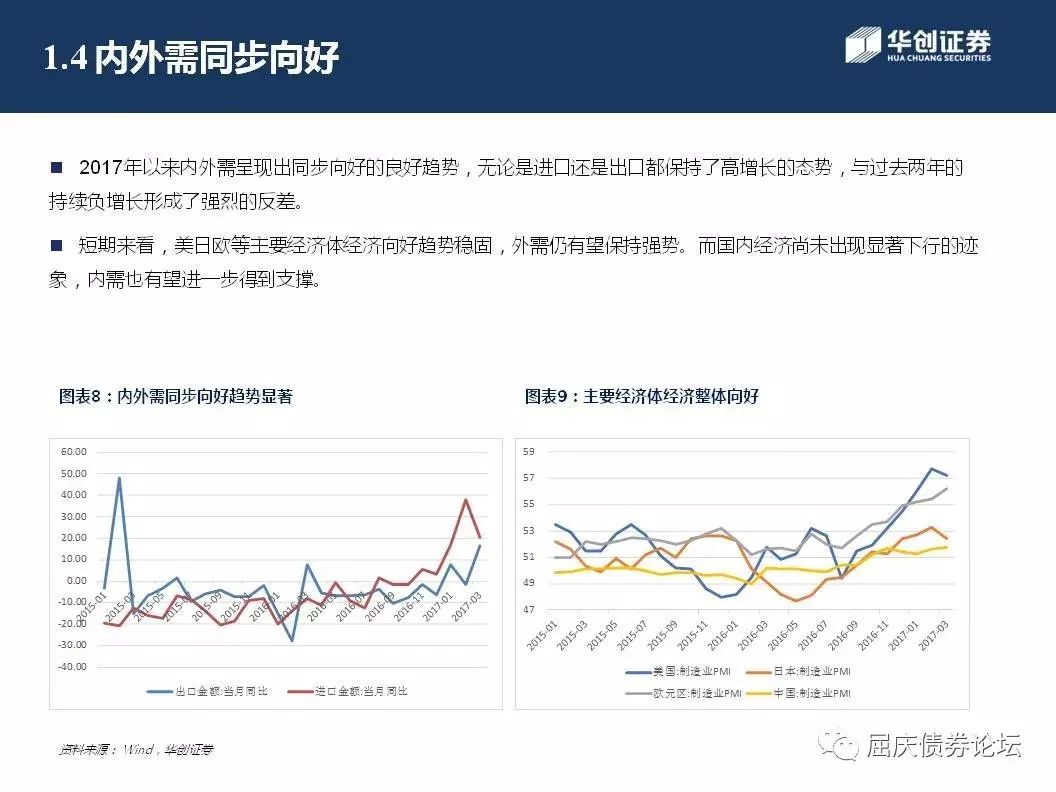 1.4 内外需同步向好
华创证券
HUA CHUANG SECURITIES
2017年以来内外需呈现出同步向好的良好趋势，无论是进口还是出口都保持了高增长的态势，与过去两年的
持续负增长形成了强烈的反差。
短期来看，美日欧等主要经济体经济向好趋势稳固，外需仍有望保持强势。而国内经济尚未出现显著下行的迹
象，内需也有望进一步得到支撑。
图表8：内外需同步向好趋势显著
60.00
50.00
40.00
30.00
20.00
10.00
0.00
-10.00
-20.00
-30.00
-40.00
2015-01
2015-03
2015-05
2015-07
2015-09
2015-11
2016-01
2016-03
2016-05
2016-07
2016-09
2016-11
2017-01
2017-03
出口金额:当月同比
进口金额:当月同比
图表9：主要经济体经济整体向好
59
57
55
53
51
49
47
2015-01
2015-03
2015-05
2015-07
2015-09
2015-11
2016-01
2016-03
2016-05
2016-07
2016-09
2016-11
2017-01
2017-03
美国:制造业PMI
日本:制造业PMI
欧元区:制造业PMI
中国:制造业PMI
资料来源：Wind，华创证券
屈庆债券论坛